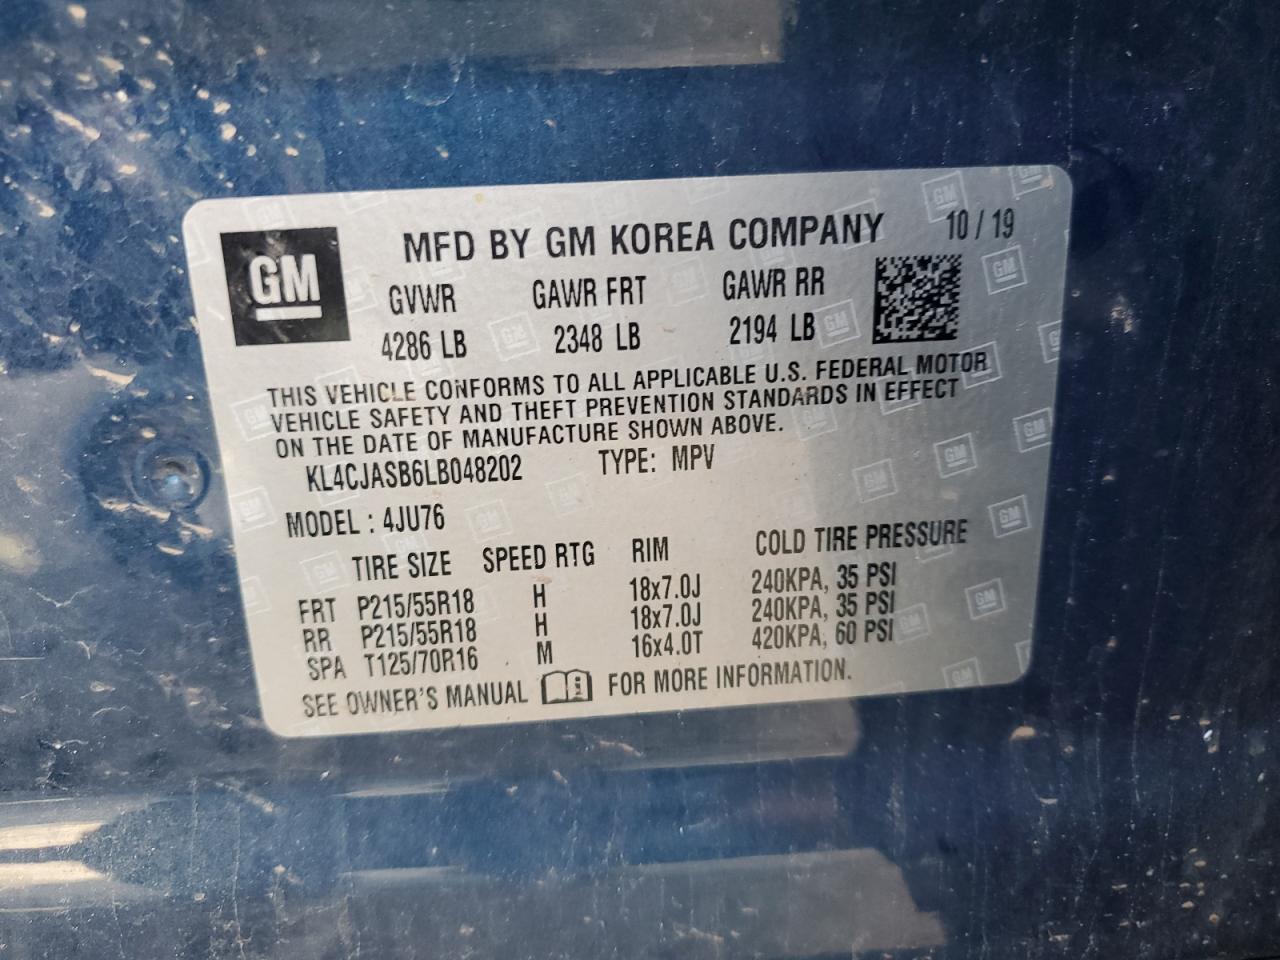 GM
MFD BY GM KOREA COMPANY 10 / 19
GVWR GAWR FRT GAWR RR
4286 LB 2348 LB 2194 LB
THIS VEHICLE CONFORMS TO ALL APPLICABLE U.S. FEDERAL MOTOR
VEHICLE SAFETY AND THEFT PREVENTION STANDARDS IN EFFECT
ON THE DATE OF MANUFACTURE SHOWN ABOVE.
KL4CJASB6LB048202 TYPE: MPV
MODEL : 4JU76
TIRE SIZE SPEED RTG RIM COLD TIRE PRESSURE
FRT P215/55R18 H 18x7.0J 240KPA, 35 PSI
RR P215/55R18 H 18x7.0J 240KPA, 35 PSI
SPA T125/70R16 M 16x4.0T 420KPA, 60 PSI
SEE OWNER'S MANUAL FOR MORE INFORMATION.